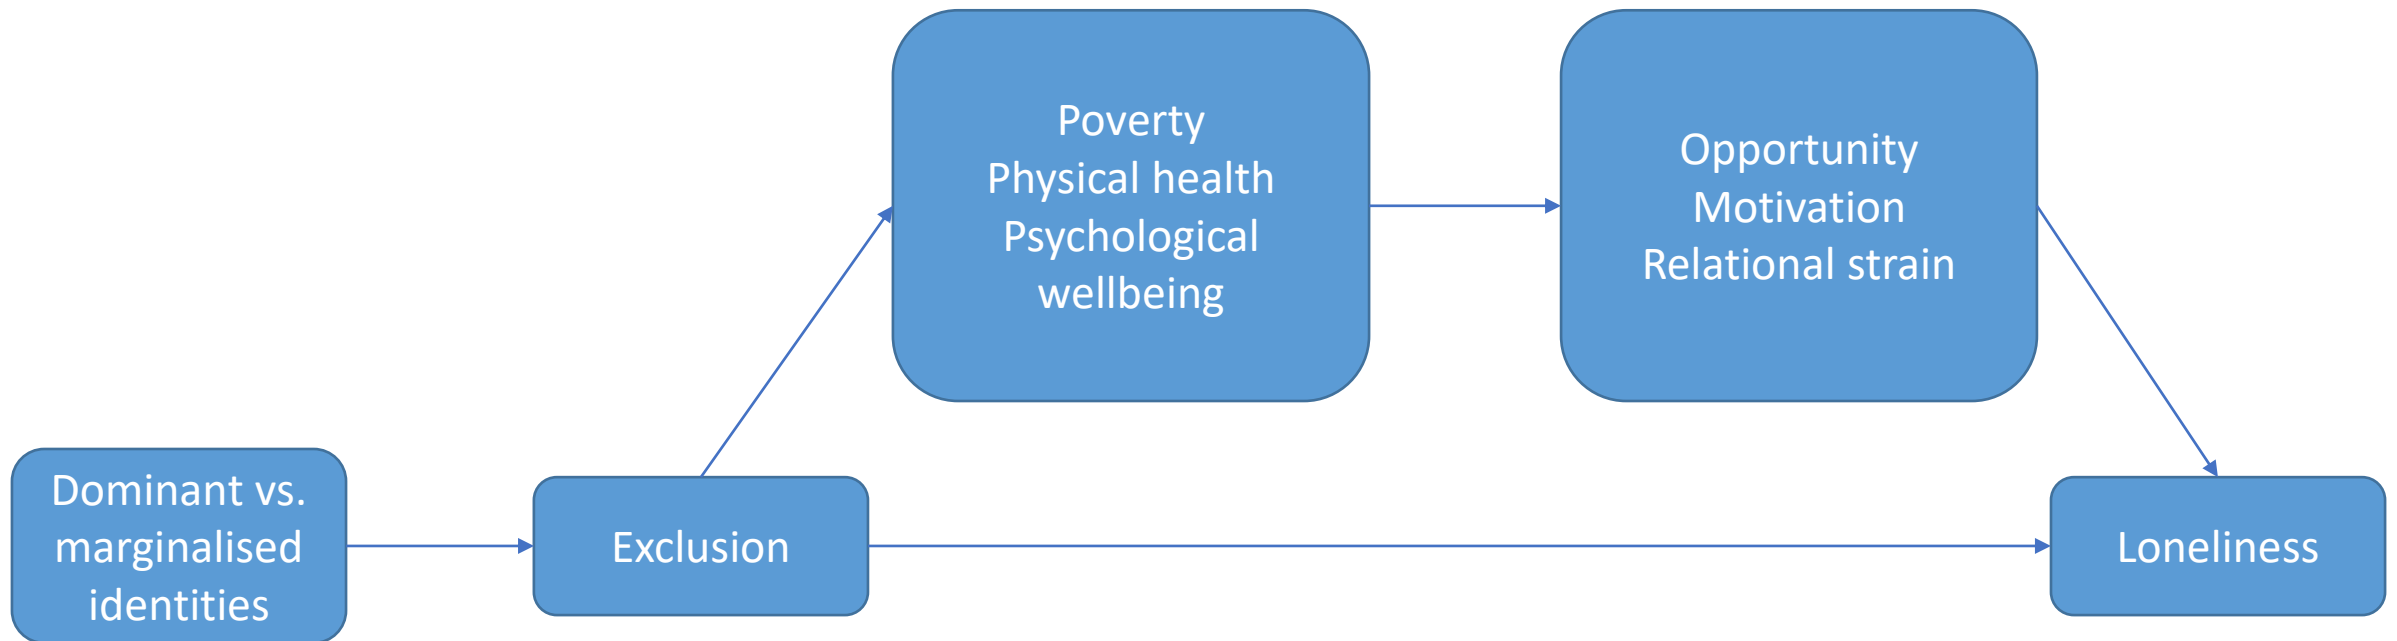 Poverty
Physical health
Psychological
wellbeing
Opportunity
Motivation
Relational strain
Dominant vs.
marginalised
identities
Exclusion
Loneliness